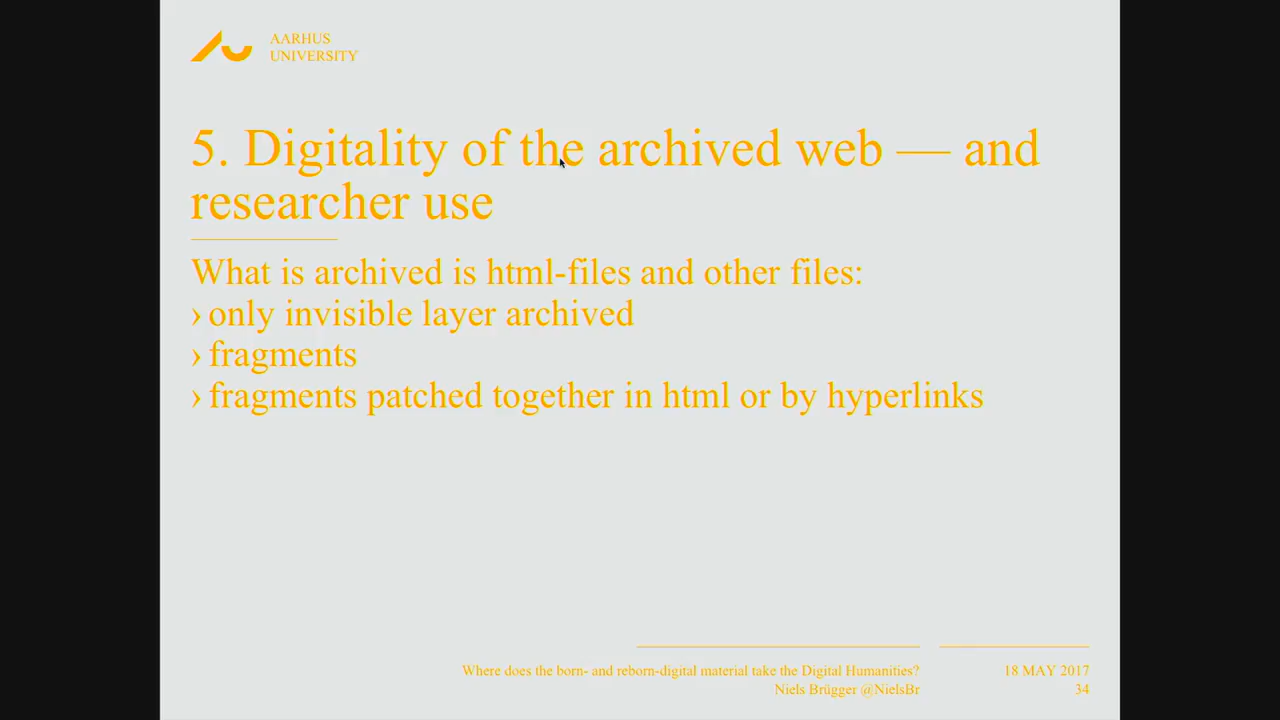 AARHUS
UNIVERSITY
5. Digitality of the archived web — and
researcher use
What is archived is html-files and other files:
› only invisible layer archived
› fragments
› fragments patched together in html or by hyperlinks
Where does the born- and reborn-digital material take the Digital Humanities?
Niels Brügger @NielsBr
18 MAY 2017
34